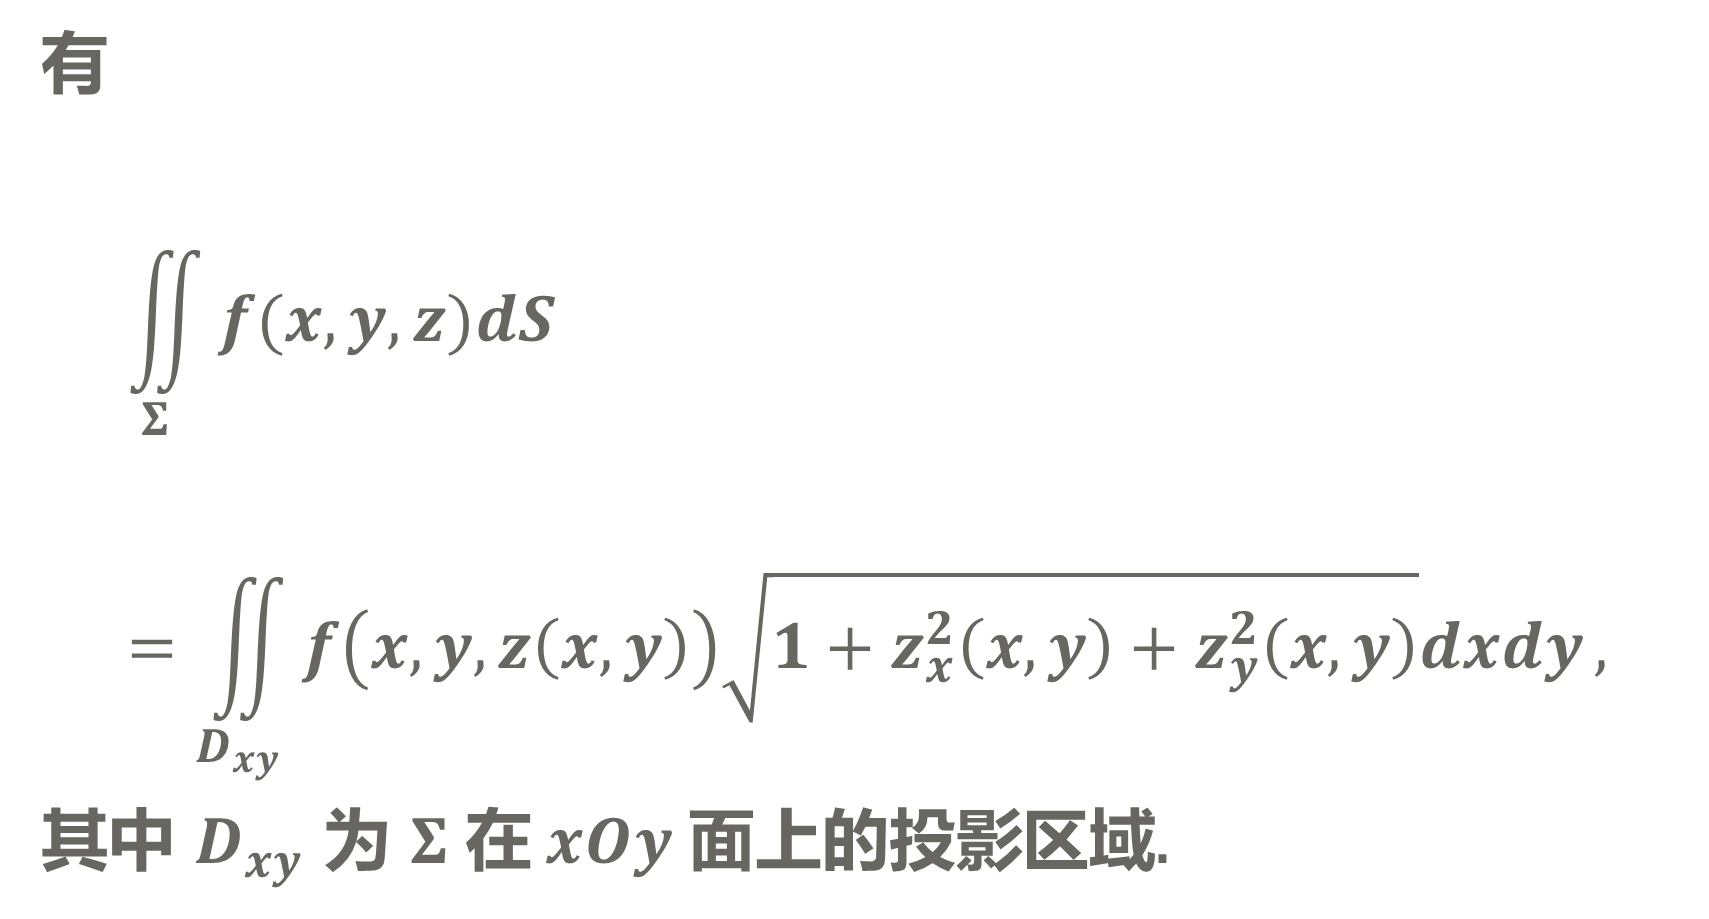 有
∬_Σ f(x, y, z)dS
= ∬_{D_{xy}} f(x, y, z(x, y))√(1 + z_x^2(x, y) + z_y^2(x, y))dxdy,
其中 D_{xy} 为 Σ 在 xOy 面上的投影区域.